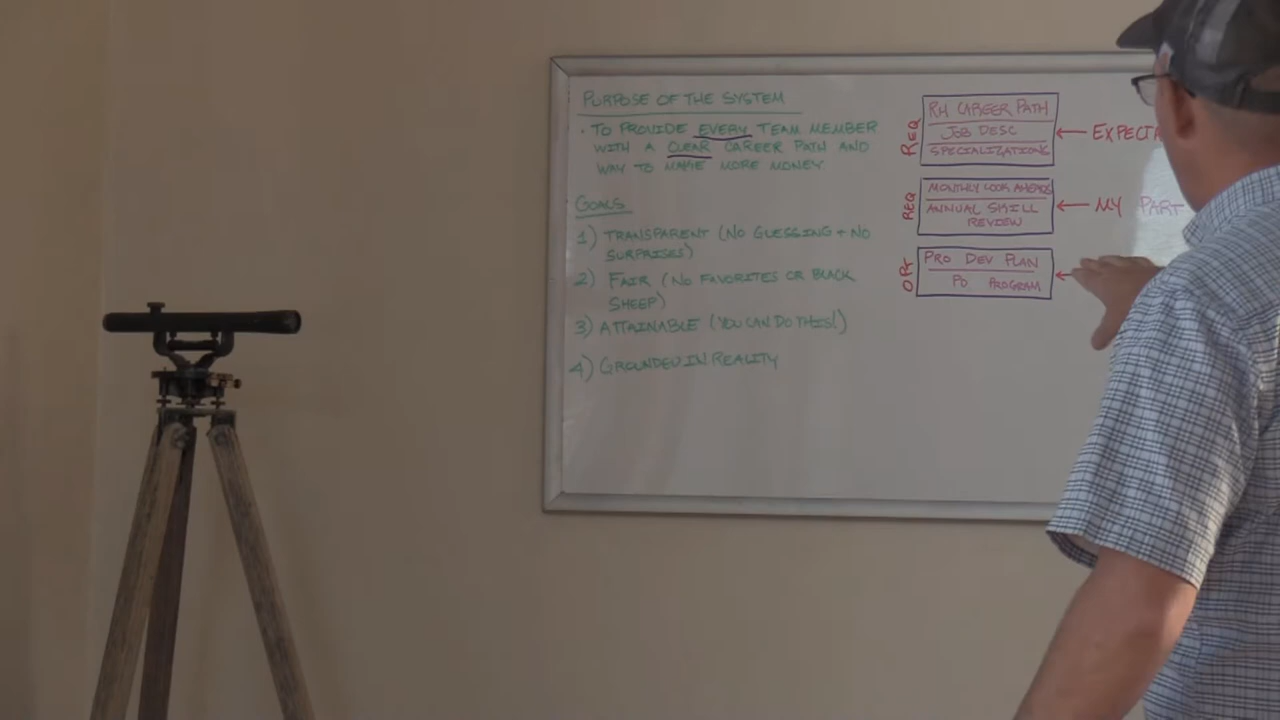 PURPOSE OF THE SYSTEM
• TO PROVIDE EVERY TEAM MEMBER
WITH A CLEAR CAREER PATH AND
WAY TO MAKE MORE MONEY.
GOALS
1) TRANSPARENT (NO GUESSING + NO
SURPRISES)
2) FAIR (NO FAVORITES OR BLACK
SHEEP)
3) ATTAINABLE (YOU CAN DO THIS!)
4) GROUNDED IN REALITY
REQ
RH CAREER PATH
JOB DESC
SPECIALIZATIONS
← EXPECTA
REQ
MONTHLY LOOK AHEADS
ANNUAL SKILL
REVIEW
← MY PART
OPT
PRO DEV PLAN
PD PROGRAM
←